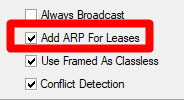 Always Broadcast
Add ARP For Leases
Use Framed As Classless
Conflict Detection